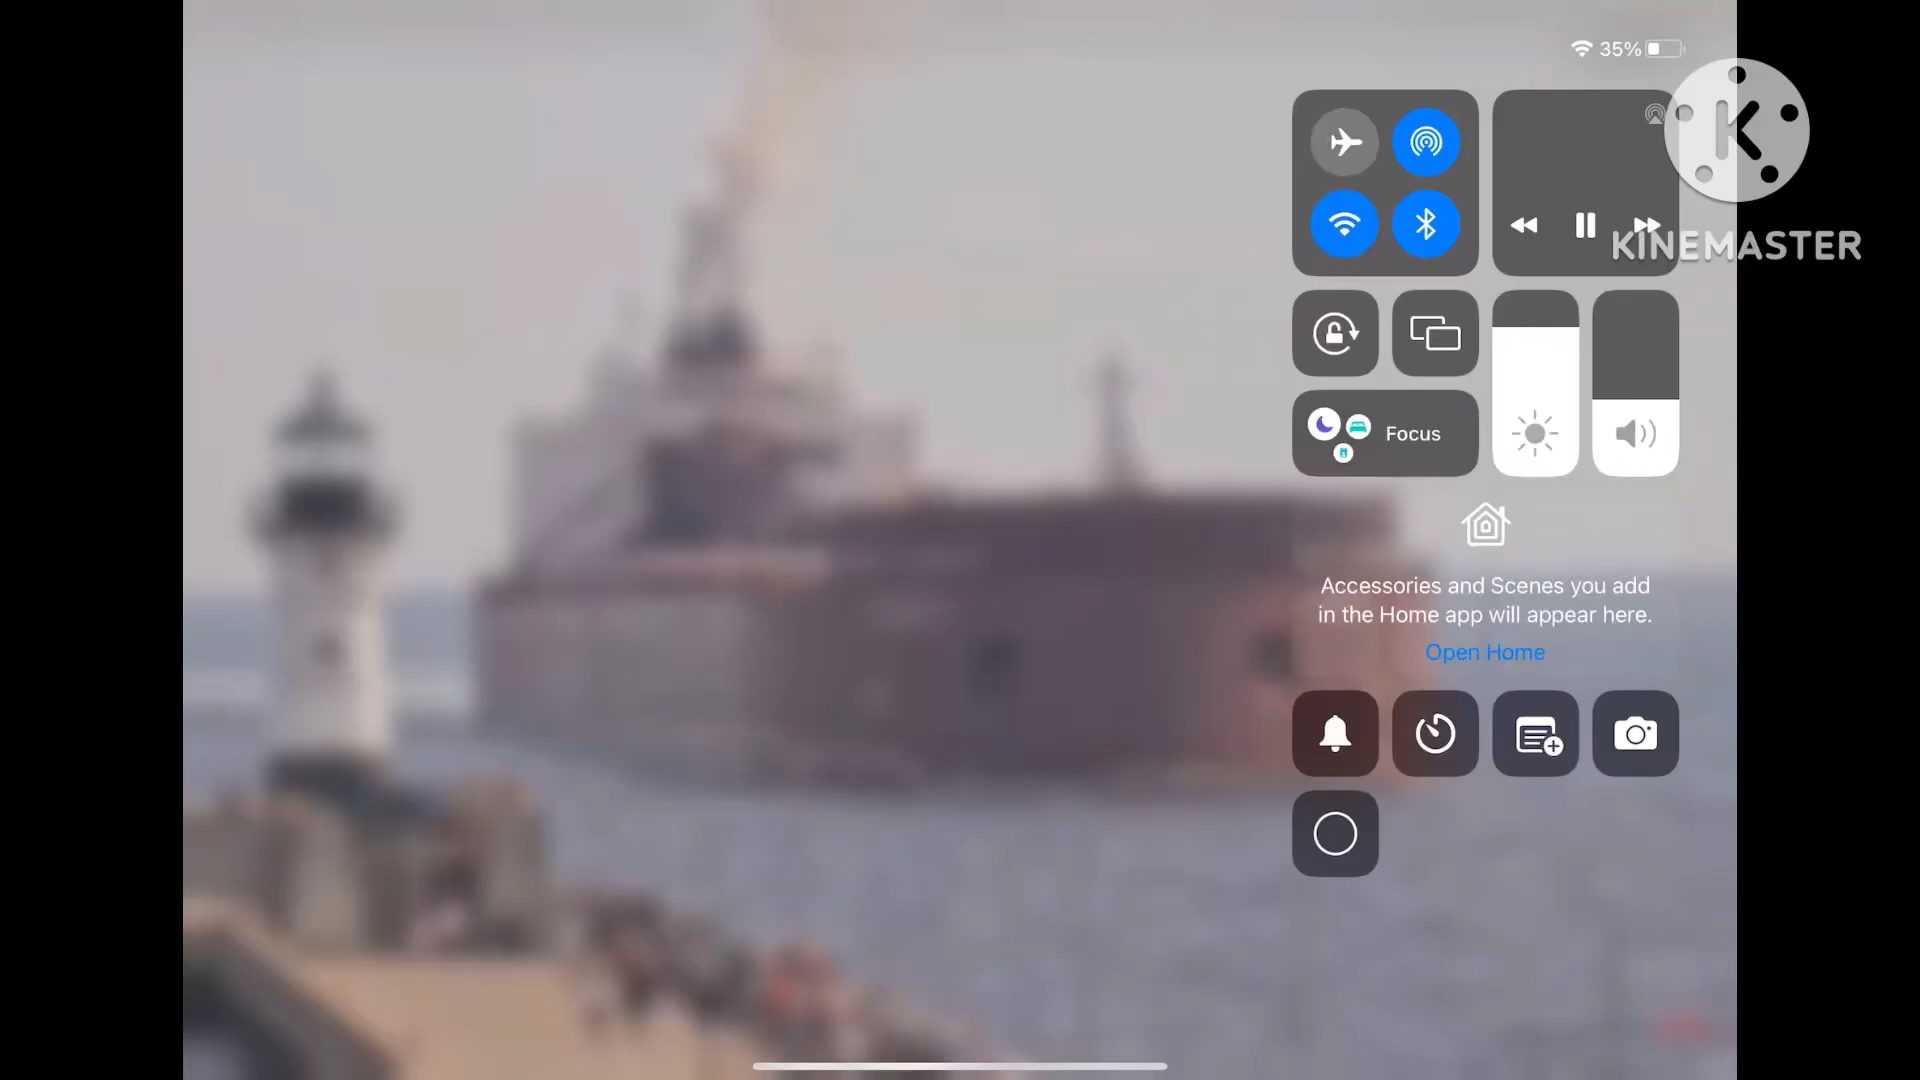 35%
K
KINEMASTER
Focus
Accessories and Scenes you add
in the Home app will appear here.
Open Home